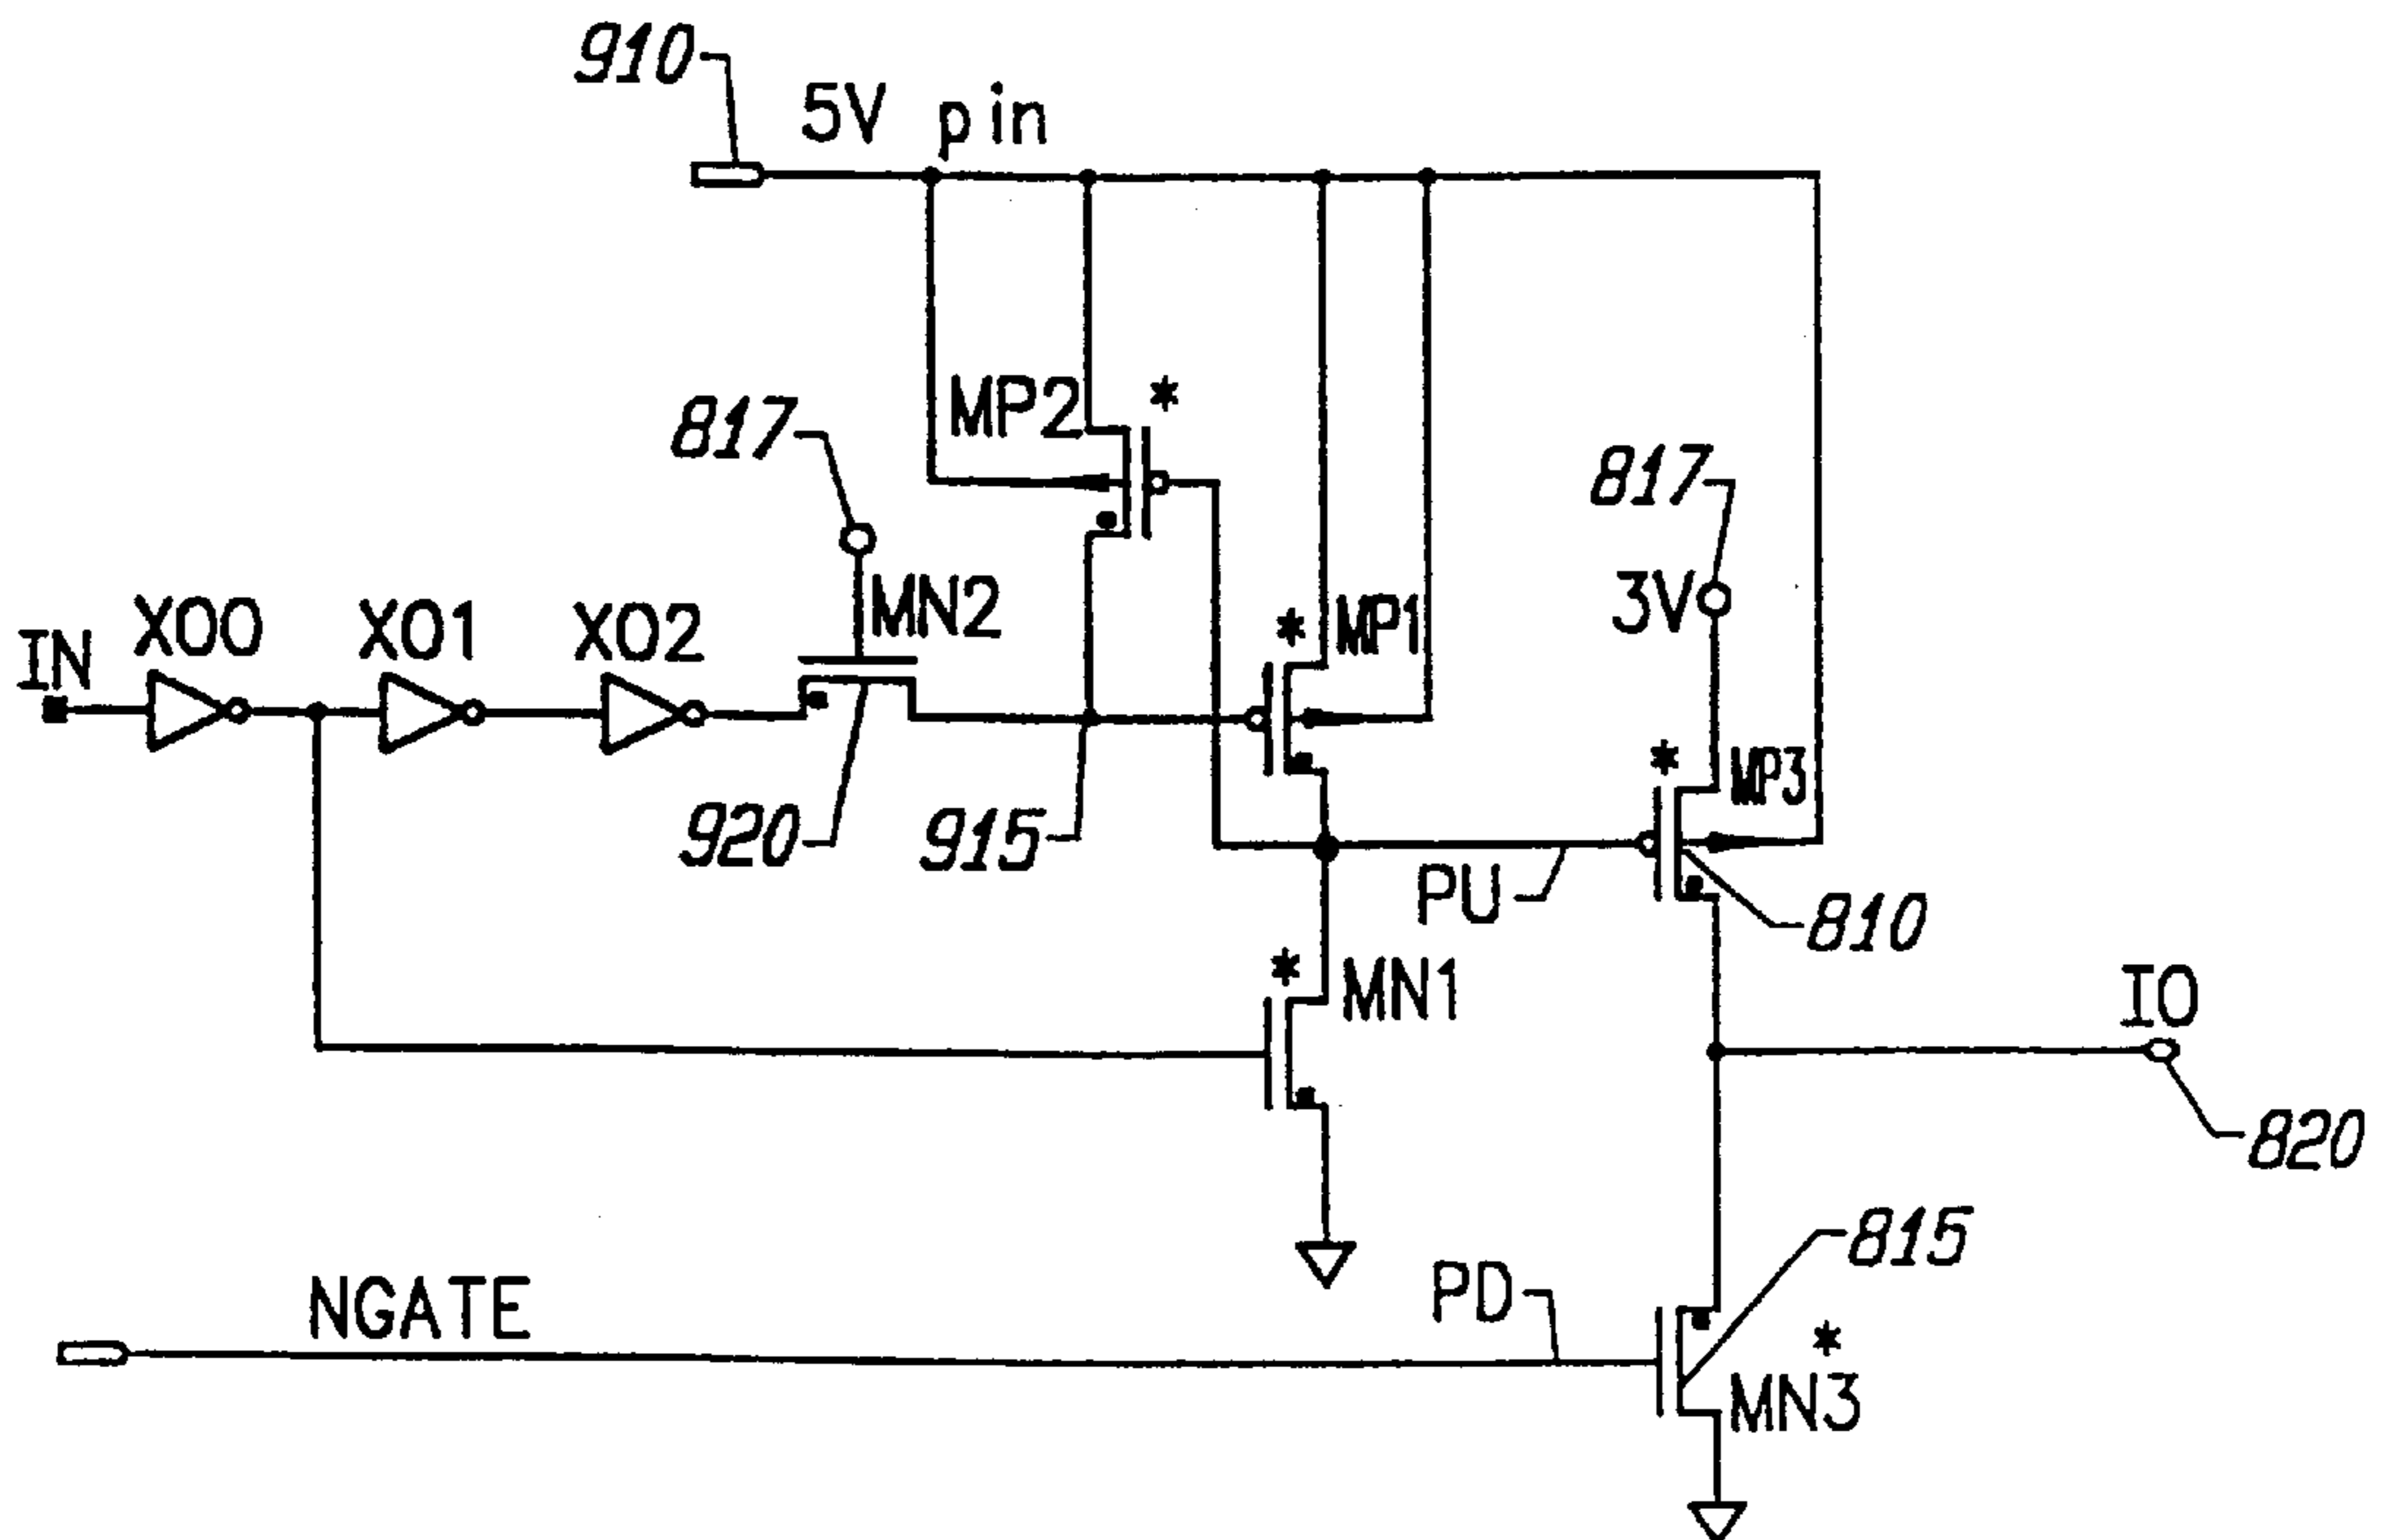 910
5V pin
MP2 *
817
817
3V
MN2
X00
X01
X02
IN
* MP1
* MP3
920
915
PU
810
* MN1
IO
820
815
PD
NGATE
*
MN3